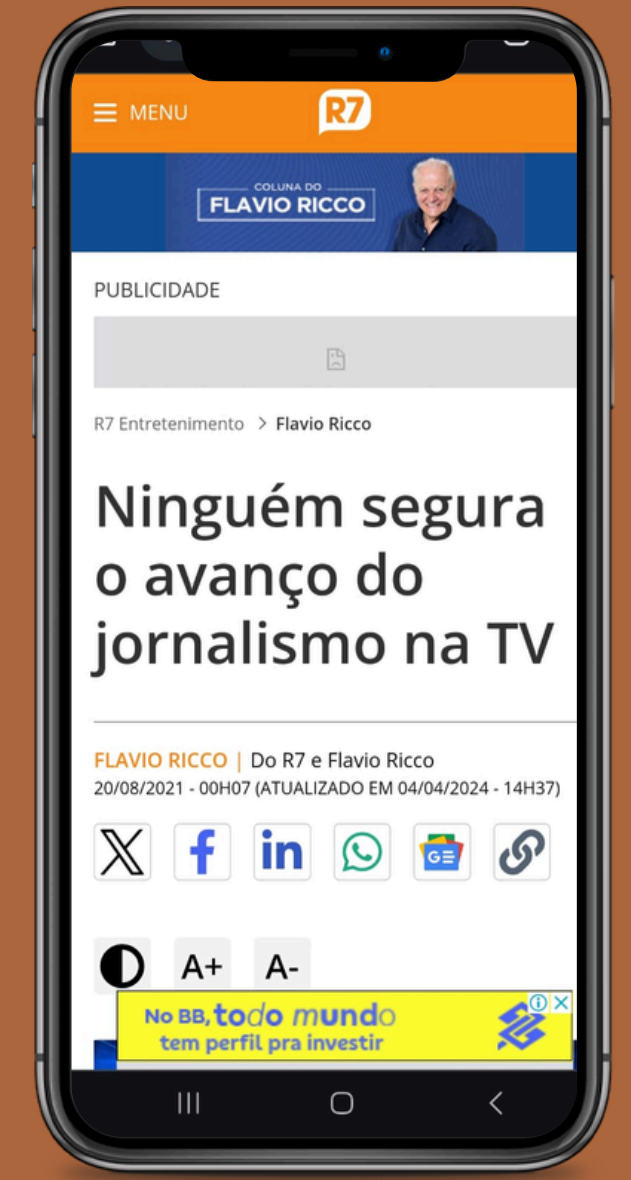 MENU
R7
COLUNA DO
FLAVIO RICCO
PUBLICIDADE
R7 Entretenimento > Flavio Ricco
Ninguém segura
o avanço do
jornalismo na TV
FLAVIO RICCO | Do R7 e Flavio Ricco
20/08/2021 - 00H07 (ATUALIZADO EM 04/04/2024 - 14H37)
X f in GE
A+ A-
No BB, todo mundo
tem perfil pra investir